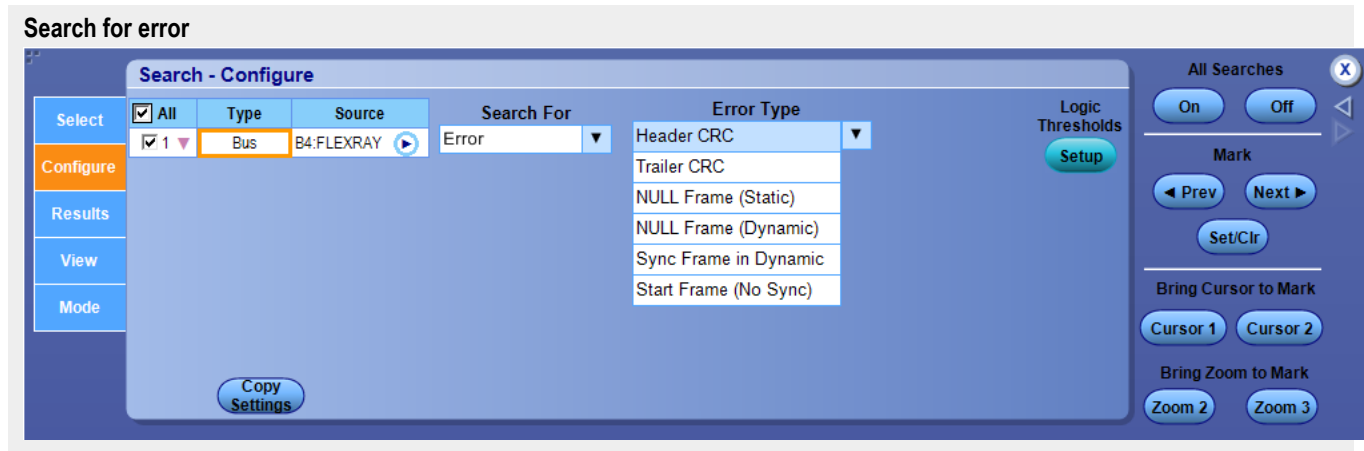 Search for error
Search - Configure
Select
Configure
Results
View
Mode
All Type Source
1 Bus B4:FLEXRAY
Search For
Error
Error Type
Header CRC
Trailer CRC
NULL Frame (Static)
NULL Frame (Dynamic)
Sync Frame in Dynamic
Start Frame (No Sync)
Logic
Thresholds
Setup
Copy
Settings
All Searches
X
On Off
Mark
◄ Prev Next ►
Set/Clr
Bring Cursor to Mark
Cursor 1 Cursor 2
Bring Zoom to Mark
Zoom 2 Zoom 3